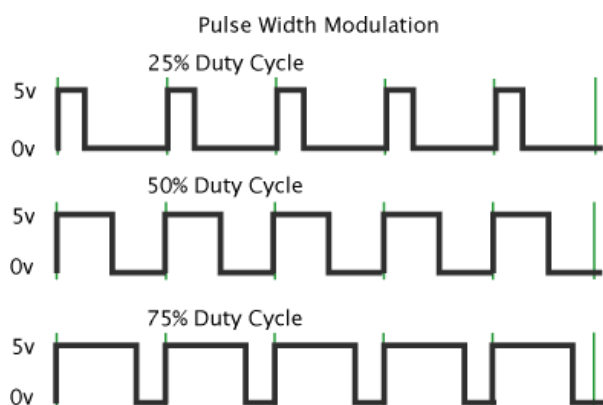 Pulse Width Modulation
25% Duty Cycle
5v
0v
50% Duty Cycle
5v
0v
75% Duty Cycle
5v
0v